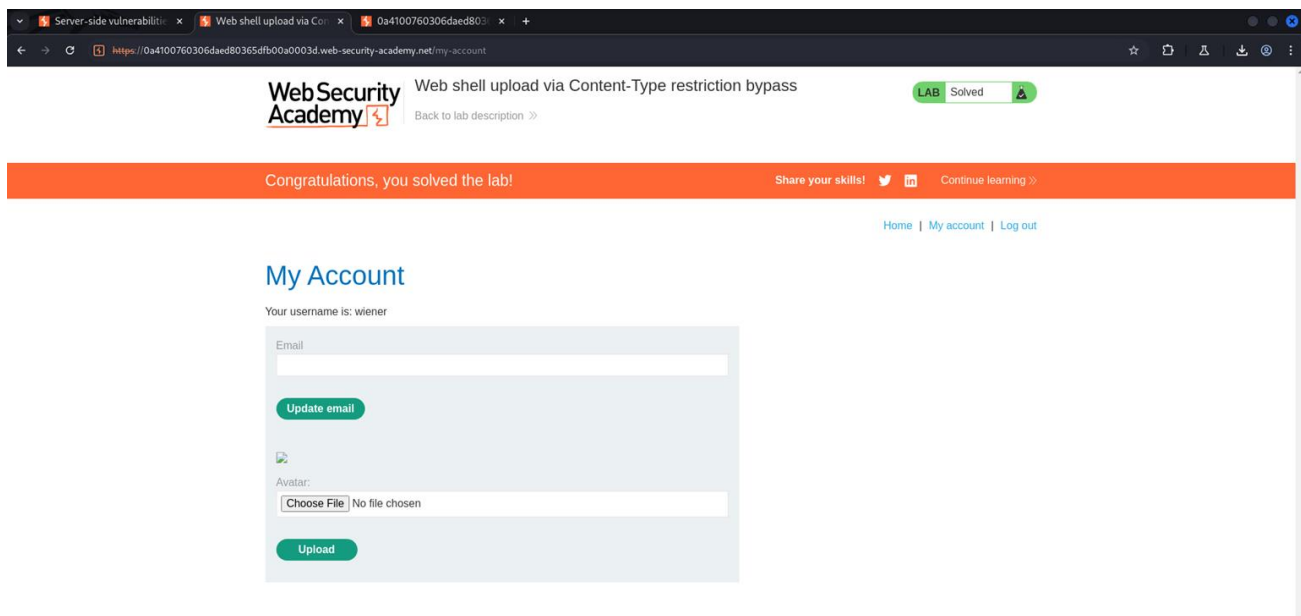 Server-side vulnerabilitie
Web shell upload via Con
0a4100760306daed803
https://0a4100760306daed80365dfb00a0003d.web-security-academy.net/my-account
Web Security
Academy
Web shell upload via Content-Type restriction bypass
Back to lab description
LAB Solved
Congratulations, you solved the lab!
Share your skills!
Continue learning
Home | My account | Log out
My Account
Your username is: wiener
Email
Update email
Avatar:
Choose File No file chosen
Upload